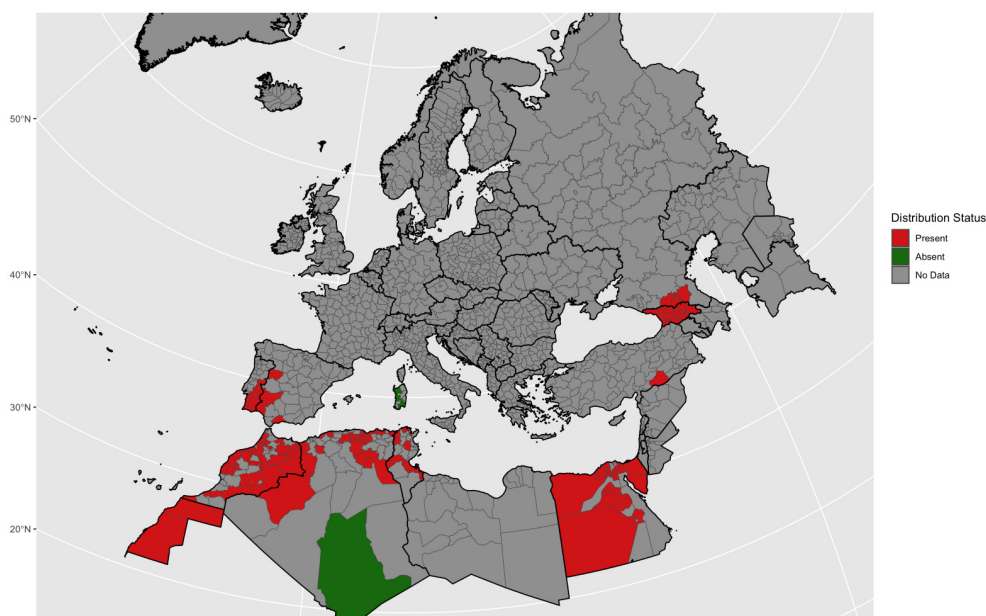 50°N
40°N
30°N
20°N
Distribution Status
Present
Absent
No Data